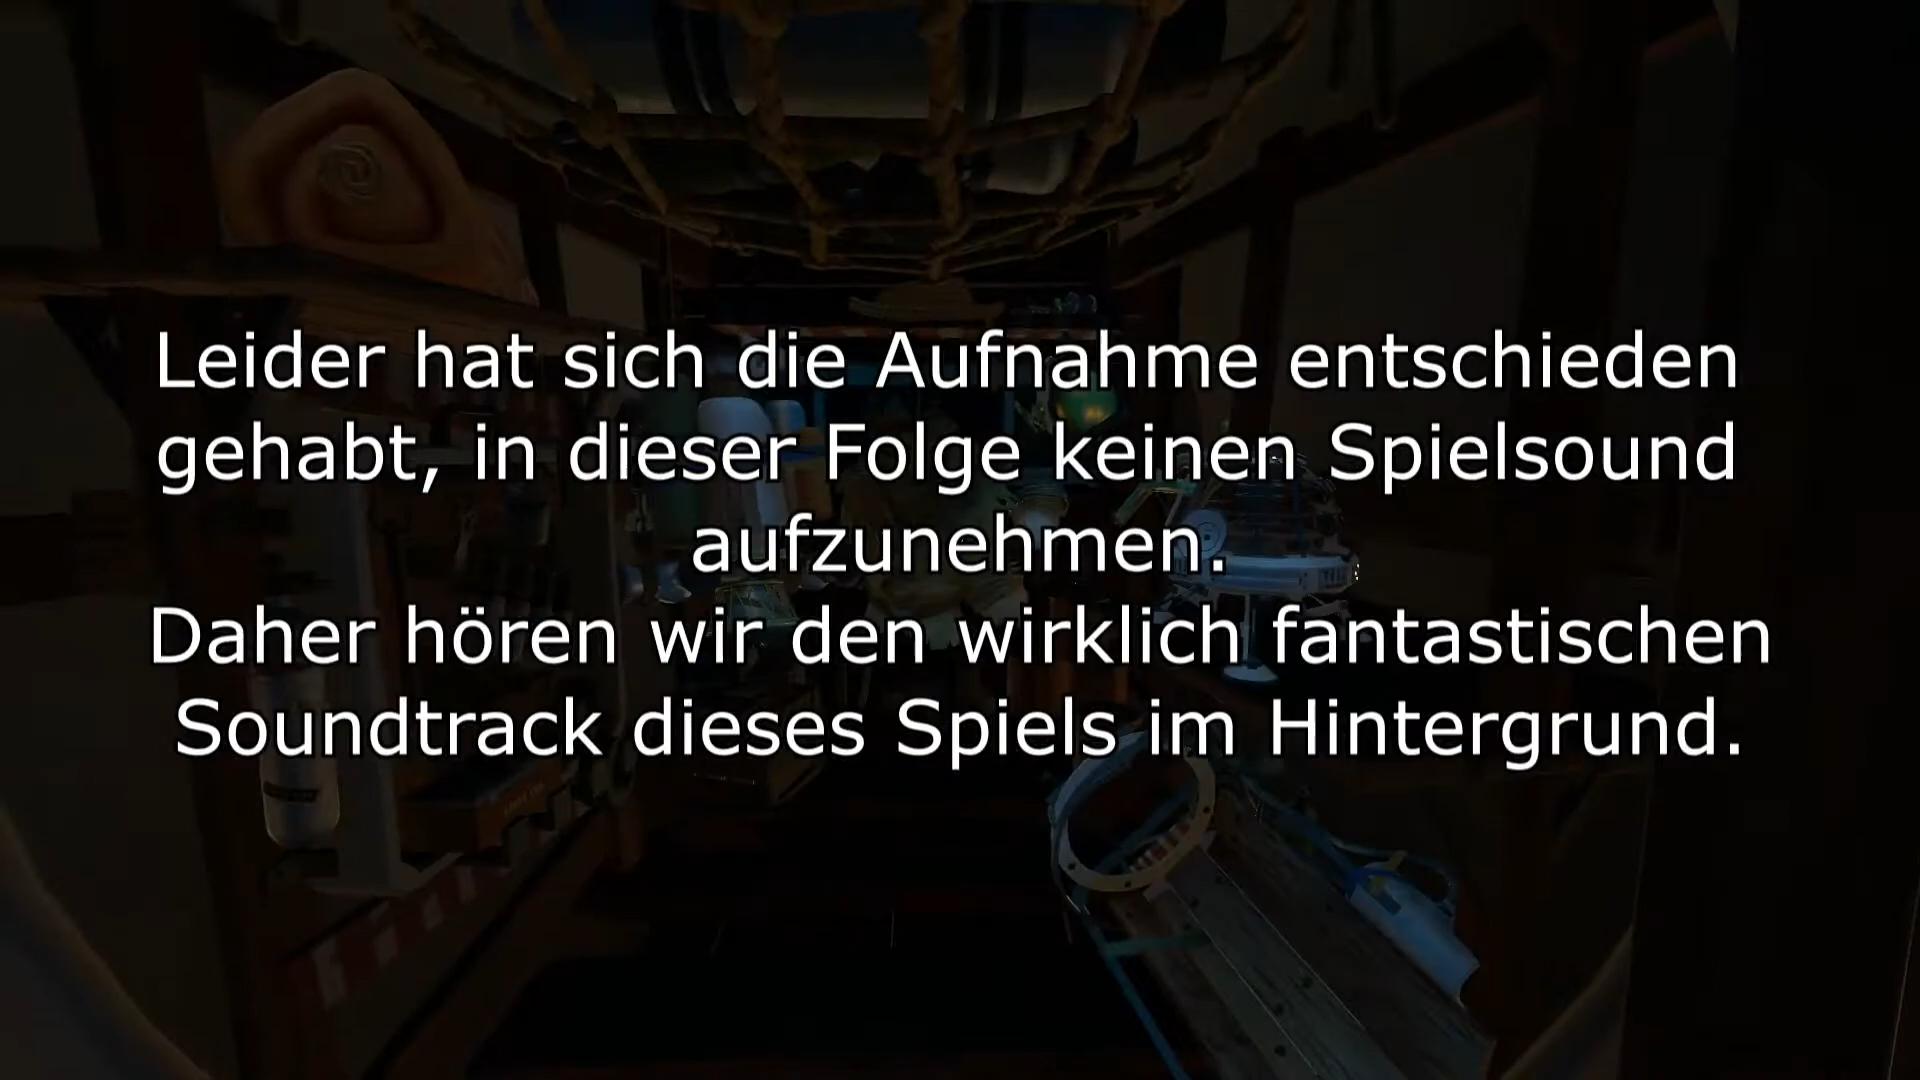 Leider hat sich die Aufnahme entschieden
gehabt, in dieser Folge keinen Spielsound
aufzunehmen.
Daher hören wir den wirklich fantastischen
Soundtrack dieses Spiels im Hintergrund.